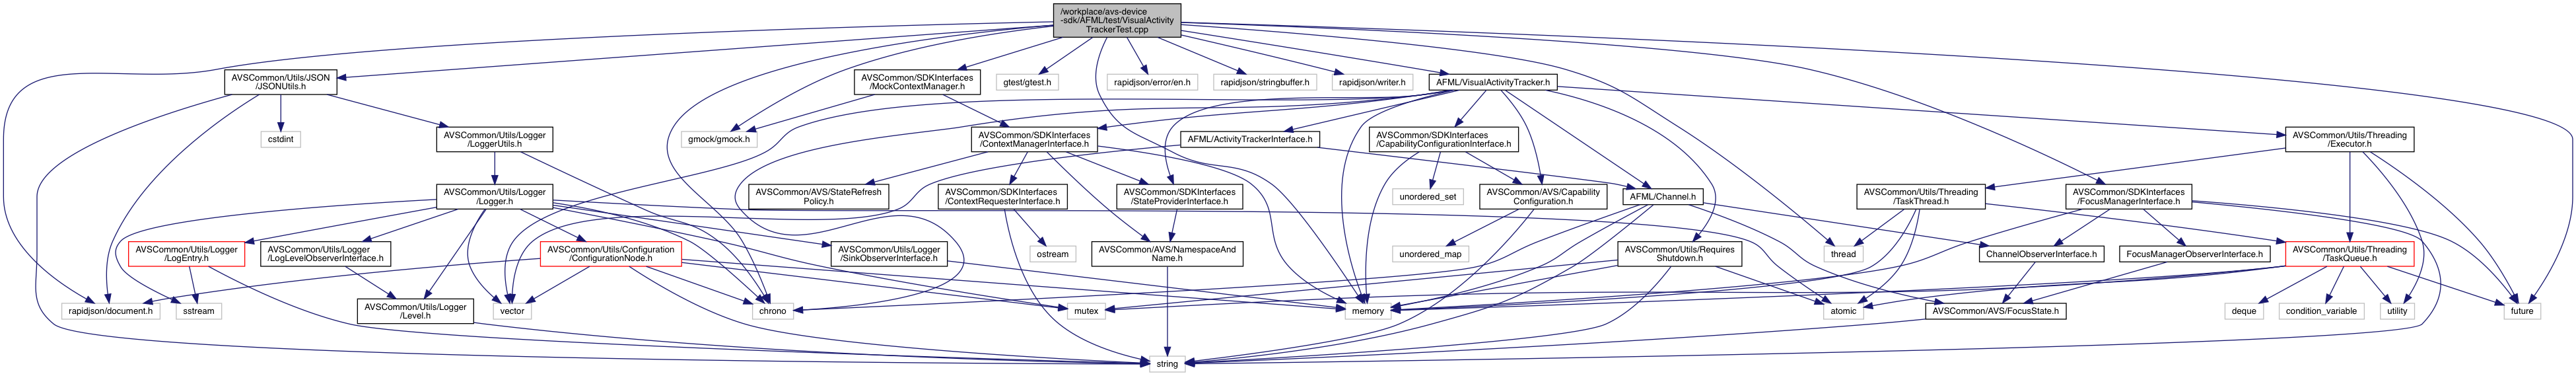 /workplace/avs-device
-sdk/AFML/test/VisualActivity
TrackerTest.cpp
AVSCommon/Utils/JSON
/JSONUtils.h
AVSCommon/SDKInterfaces
/MockContextManager.h
gtest/gtest.h
rapidjson/error/en.h
rapidjson/stringbuffer.h
rapidjson/writer.h
AFML/VisualActivityTracker.h
cstdint
AVSCommon/Utils/Logger
/LoggerUtils.h
gmock/gmock.h
AVSCommon/SDKInterfaces
/ContextManagerInterface.h
AFML/ActivityTrackerInterface.h
AVSCommon/SDKInterfaces
/CapabilityConfigurationInterface.h
AVSCommon/Utils/Threading
/Executor.h
AVSCommon/Utils/Logger
/Logger.h
AVSCommon/AVS/StateRefresh
Policy.h
AVSCommon/SDKInterfaces
/ContextRequesterInterface.h
AVSCommon/SDKInterfaces
/StateProviderInterface.h
unordered_set
AVSCommon/AVS/Capability
Configuration.h
AFML/Channel.h
AVSCommon/Utils/Threading
/TaskThread.h
AVSCommon/SDKInterfaces
/FocusManagerInterface.h
AVSCommon/Utils/Logger
/LogEntry.h
AVSCommon/Utils/Logger
/LogLevelObserverInterface.h
AVSCommon/Utils/Configuration
/ConfigurationNode.h
AVSCommon/Utils/Logger
/SinkObserverInterface.h
ostream
AVSCommon/AVS/NamespaceAnd
Name.h
unordered_map
AVSCommon/Utils/Requires
Shutdown.h
thread
ChannelObserverInterface.h
FocusManagerObserverInterface.h
AVSCommon/Utils/Threading
/TaskQueue.h
rapidjson/document.h
sstream
AVSCommon/Utils/Logger
/Level.h
vector
chrono
mutex
memory
atomic
AVSCommon/AVS/FocusState.h
deque
condition_variable
utility
future
string